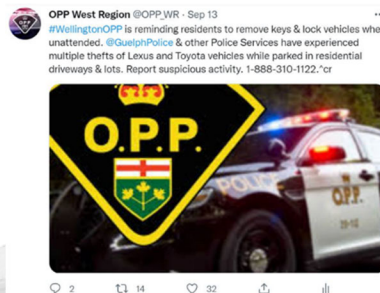 OPP West Region @OPP_WR · Sep 13
#WellingtonOPP is reminding residents to remove keys & lock vehicles whe
unattended. @GuelphPolice & other Police Services have experienced
multiple thefts of Lexus and Toyota vehicles while parked in residential
driveways & lots. Report suspicious activity. 1-888-310-1122.^cr
O.P.P.
POLICE
O.P.P.
2 14 32